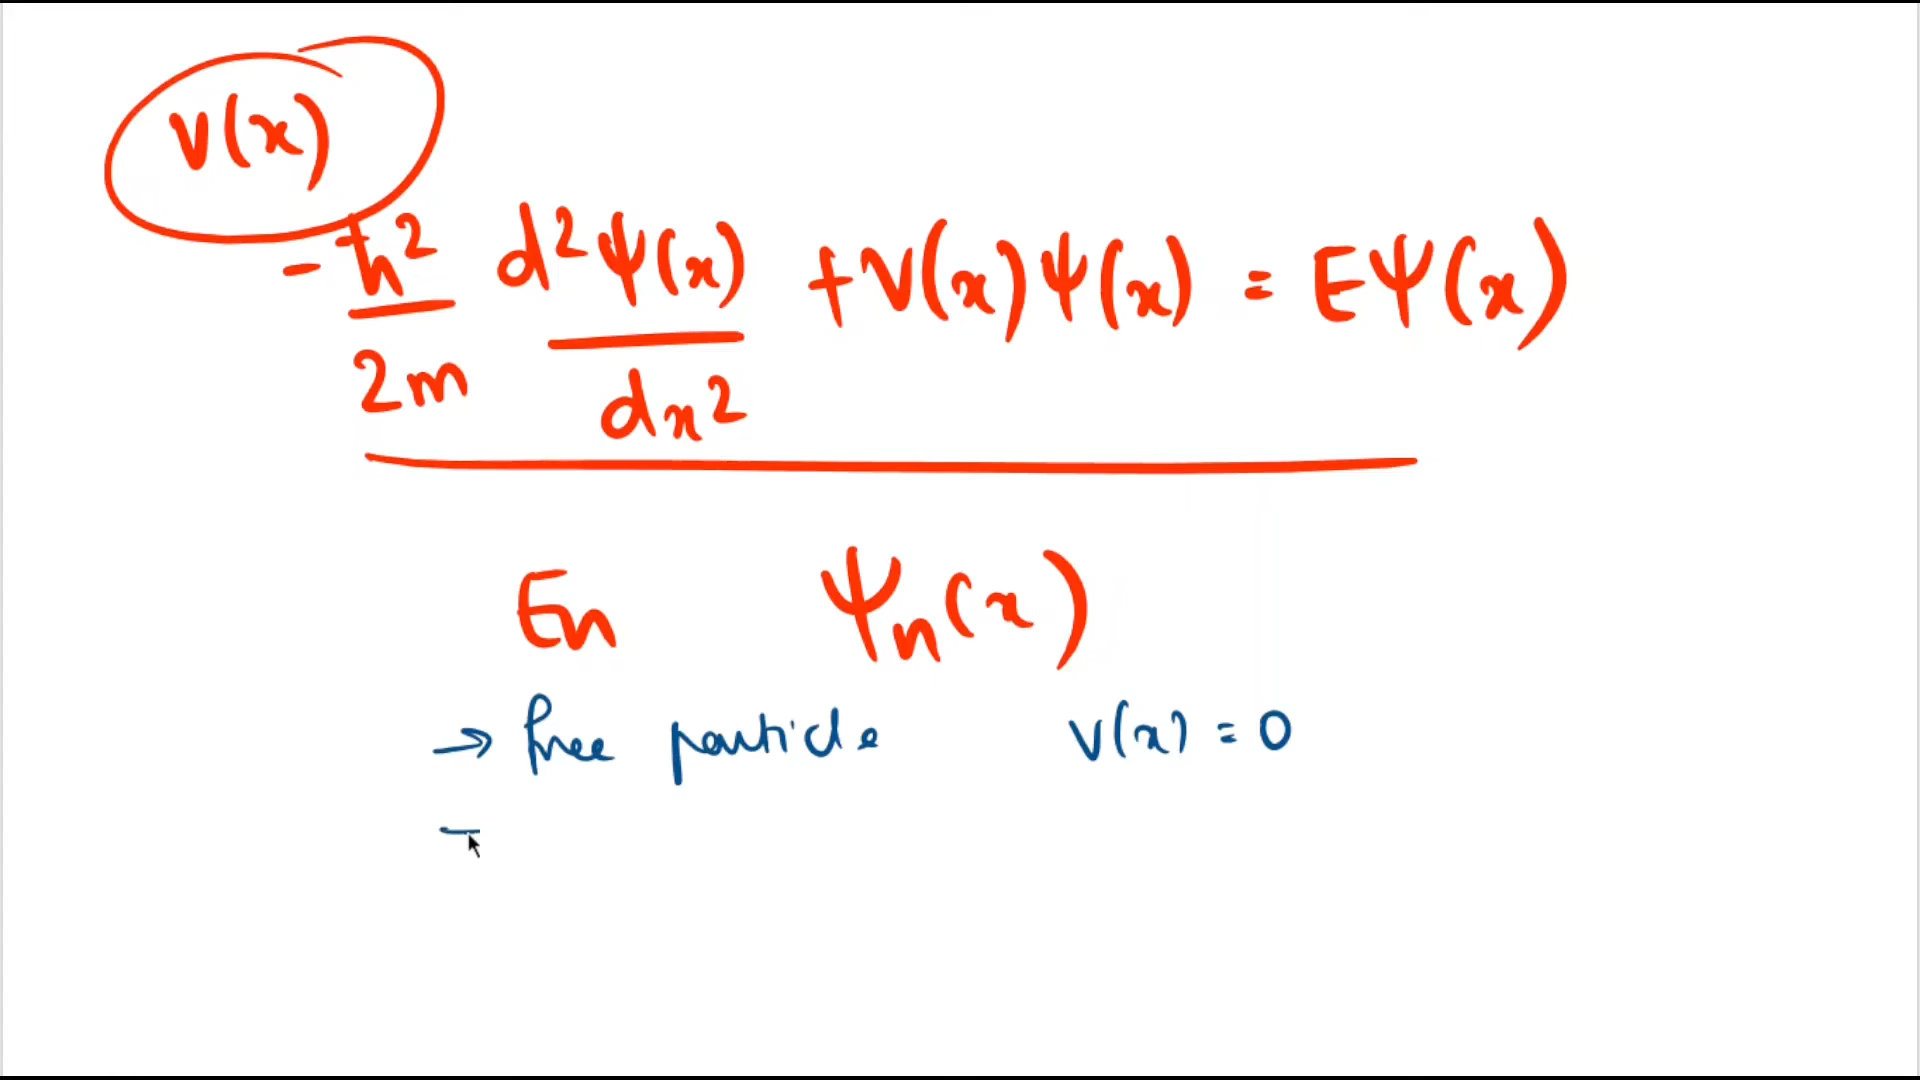 V(x)
-ħ²/2m d²Ψ(x)/dx² + V(x)Ψ(x) = EΨ(x)
En Ψn(x)
→ free particle V(x) = 0